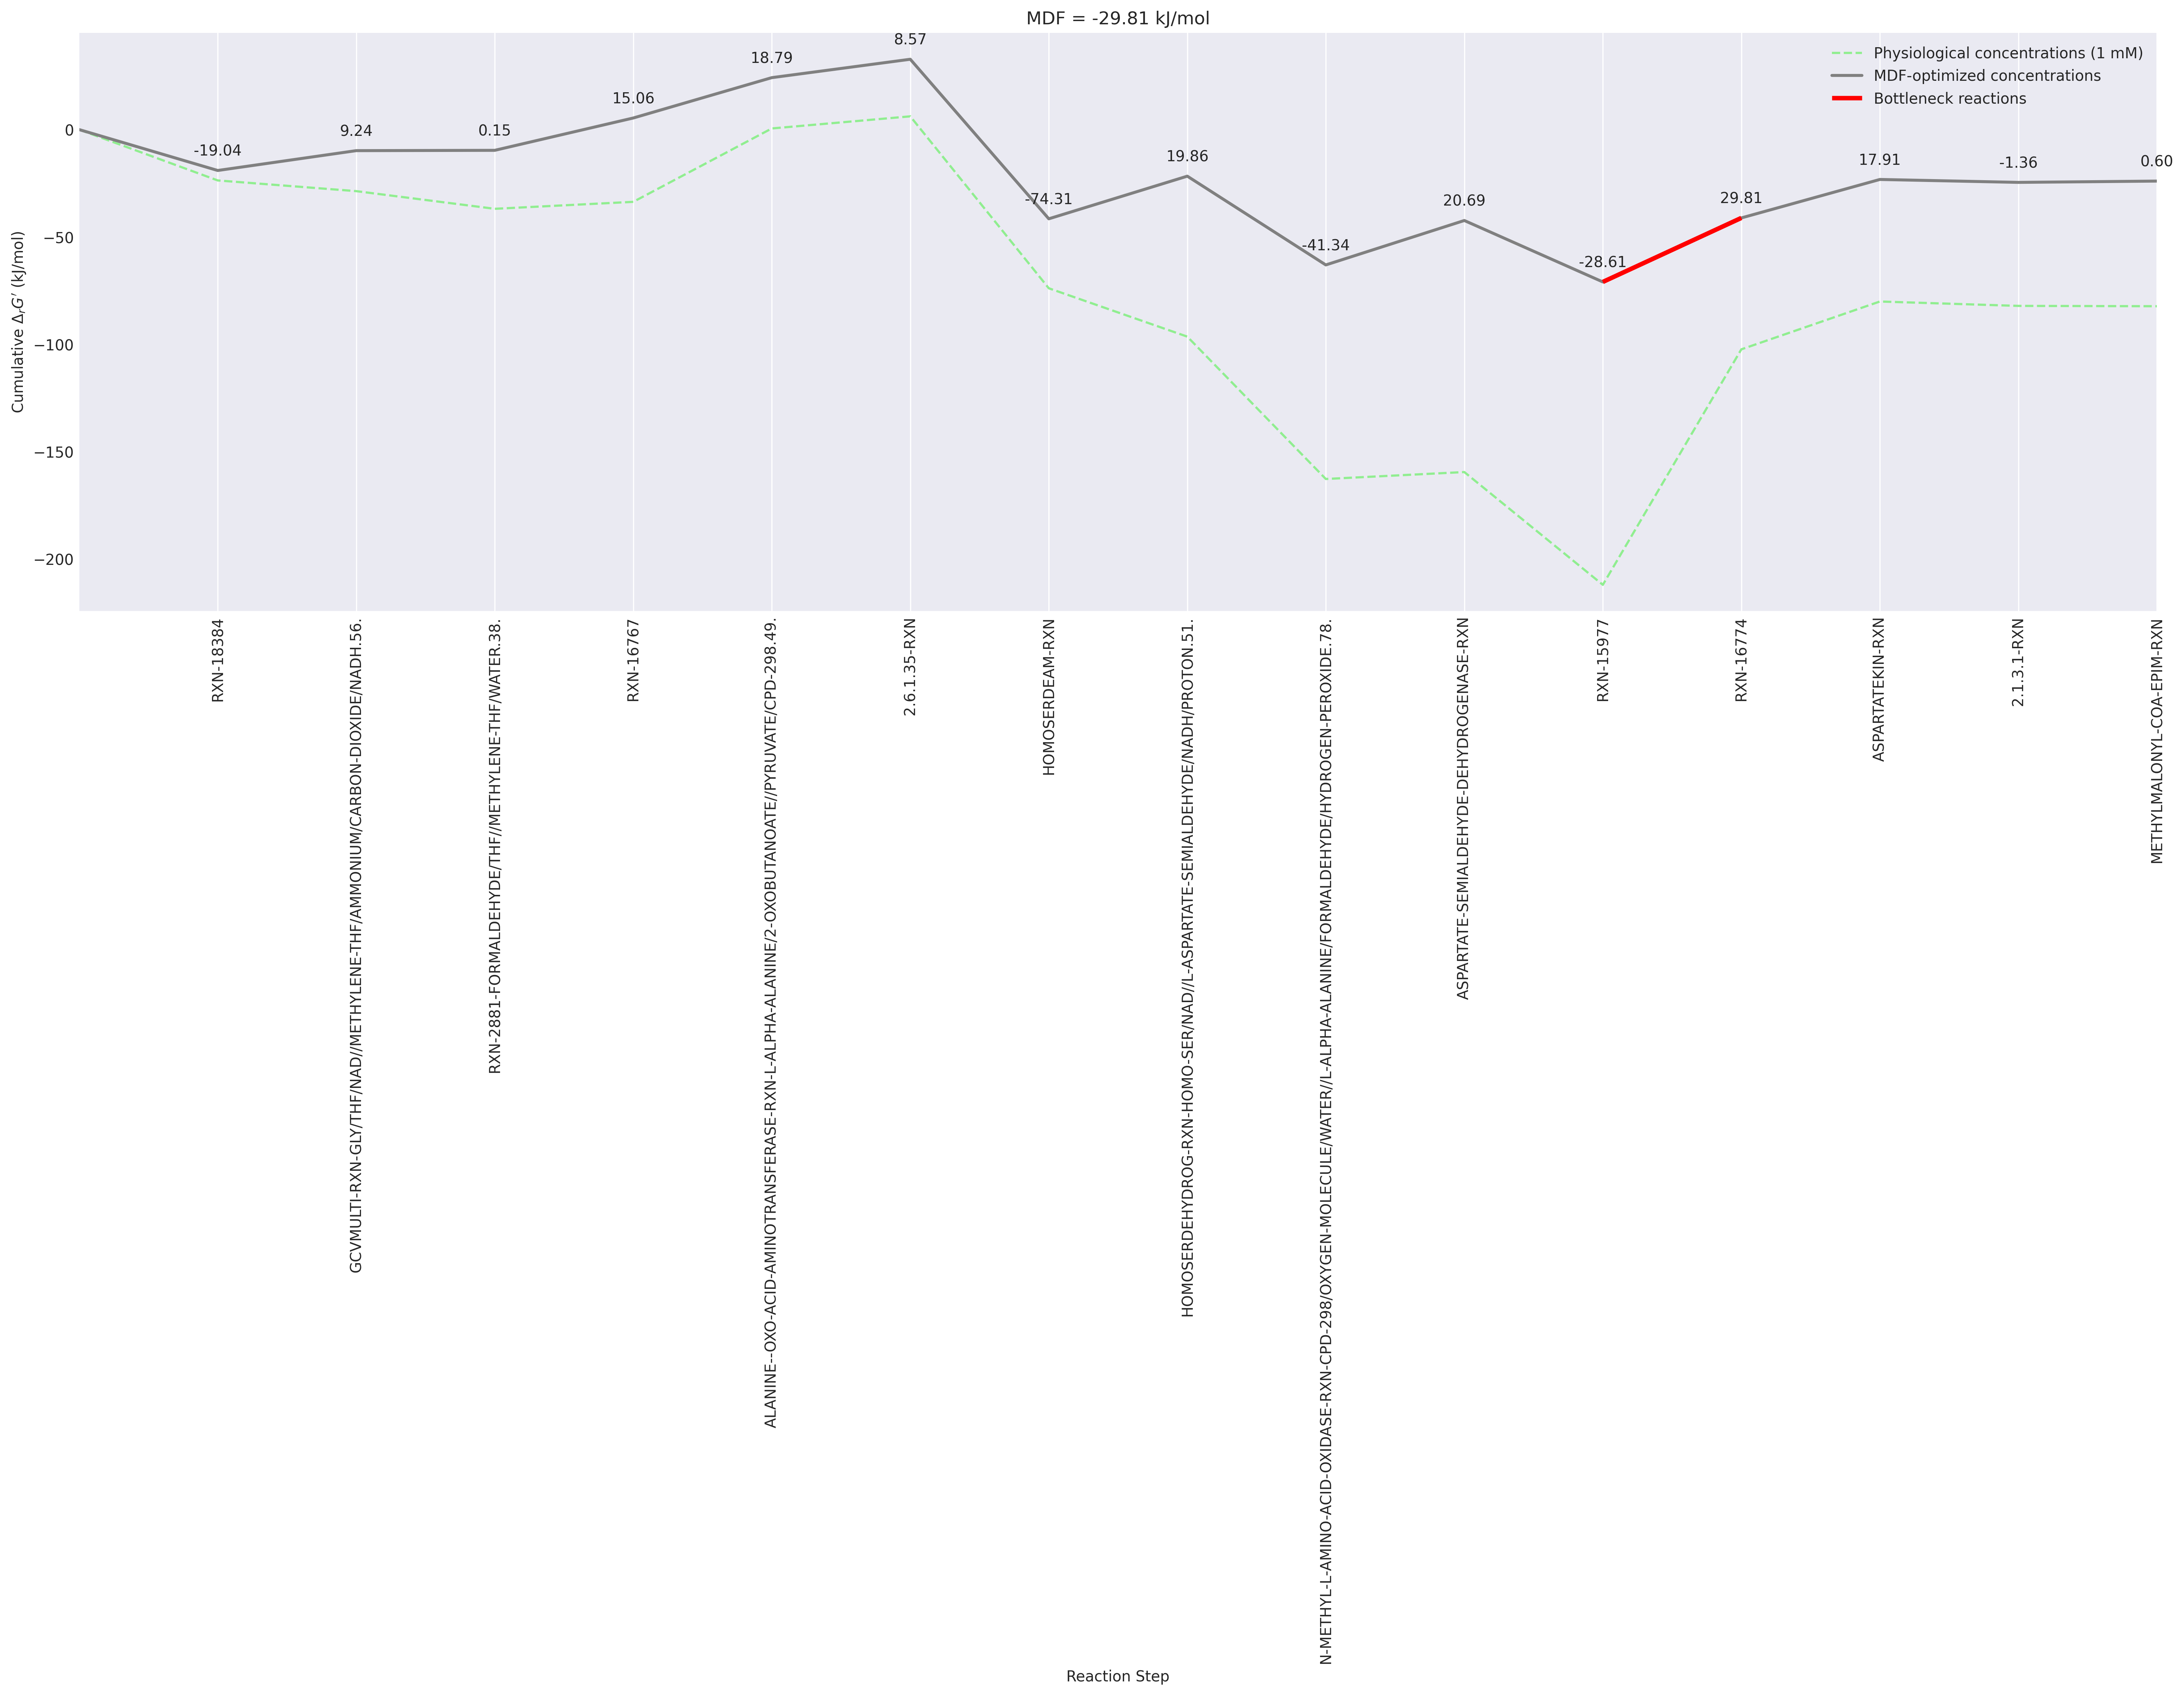 MDF = -29.81 kJ/mol
Physiological concentrations (1 mM)
MDF-optimized concentrations
Bottleneck reactions
Cumulative ΔrG′ (kJ/mol)
0
−50
−100
−150
−200
-19.04
9.24
0.15
15.06
18.79
8.57
-74.31
19.86
-41.34
20.69
-28.61
29.81
17.91
-1.36
0.60
RXN-18384
GCVMULTI-RXN-GLY/THF/NAD//METHYLENE-THF/AMMONIUM/CARBON-DIOXIDE/NADH.56.
RXN-2881-FORMALDEHYDE/THF//METHYLENE-THF/WATER.38.
RXN-16767
ALANINE--OXO-ACID-AMINOTRANSFERASE-RXN-L-ALPHA-ALANINE/2-OXOBUTANOATE//PYRUVATE/CPD-298.49.
2.6.1.35-RXN
HOMOSERDEAM-RXN
HOMOSERDEHYDROG-RXN-HOMO-SER/NAD//L-ASPARTATE-SEMIALDEHYDE/NADH/PROTON.51.
N-METHYL-L-AMINO-ACID-OXIDASE-RXN-CPD-298/OXYGEN-MOLECULE/WATER//L-ALPHA-ALANINE/FORMALDEHYDE/HYDROGEN-PEROXIDE.78.
ASPARTATE-SEMIALDEHYDE-DEHYDROGENASE-RXN
RXN-15977
RXN-16774
ASPARTATEKIN-RXN
2.1.3.1-RXN
METHYLMALONYL-COA-EPIM-RXN
Reaction Step